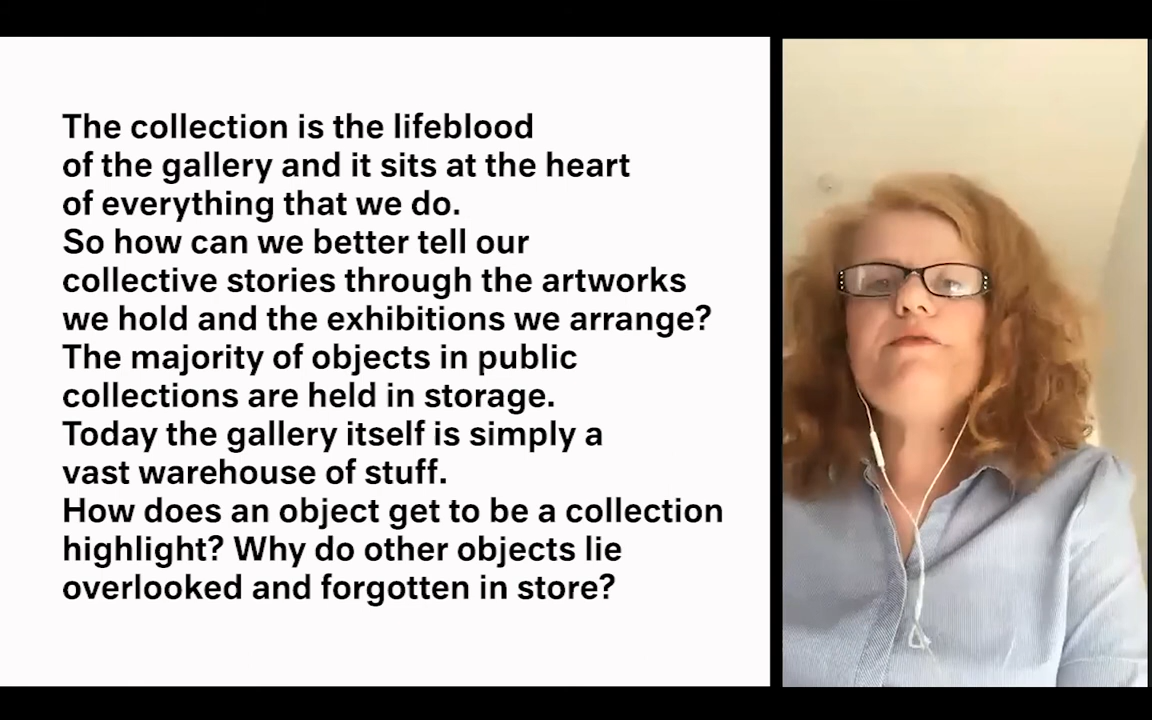 The collection is the lifeblood
of the gallery and it sits at the heart
of everything that we do.
So how can we better tell our
collective stories through the artworks
we hold and the exhibitions we arrange?
The majority of objects in public
collections are held in storage.
Today the gallery itself is simply a
vast warehouse of stuff.
How does an object get to be a collection
highlight? Why do other objects lie
overlooked and forgotten in store?